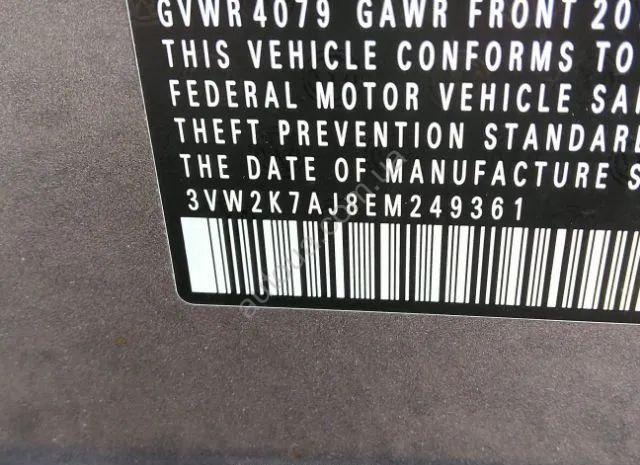 GVWR 4079 GAWR FRONT 20
THIS VEHICLE CONFORMS TO
FEDERAL MOTOR VEHICLE SA
THEFT PREVENTION STANDARD
THE DATE OF MANUFACTURE S
3VW2K7AJ8EM249361